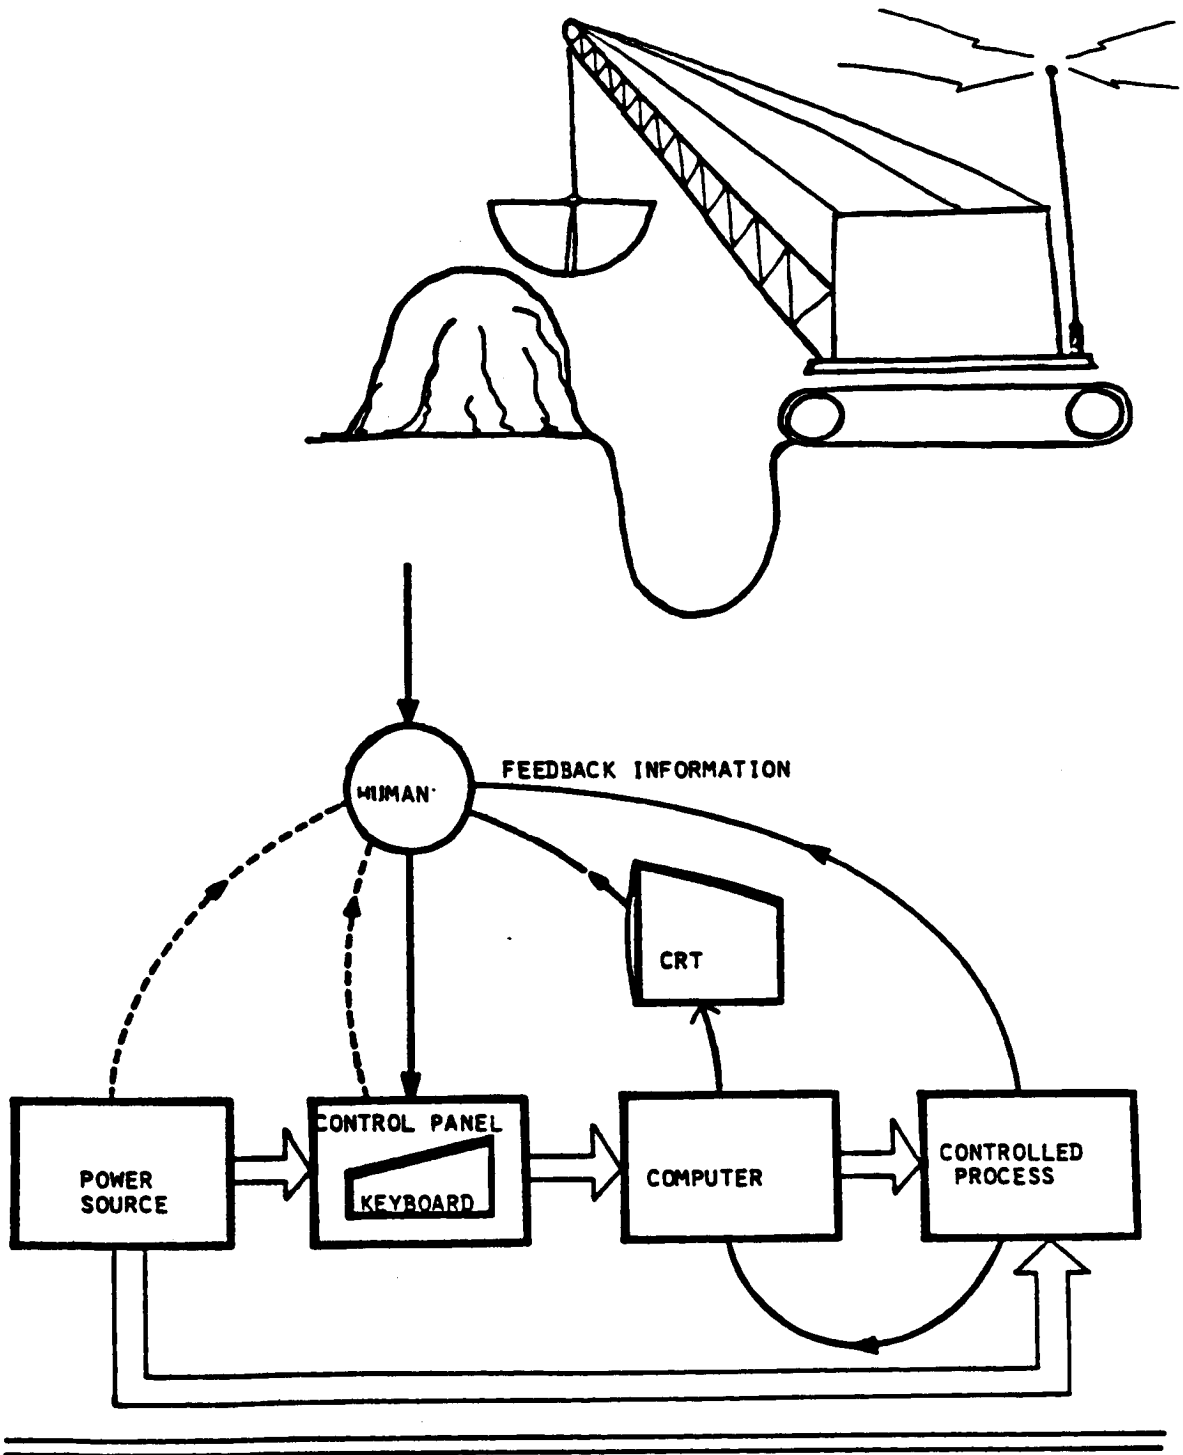 FEEDBACK INFORMATION
HUMAN
CRT
CONTROL PANEL
KEYBOARD
POWER
SOURCE
COMPUTER
CONTROLLED
PROCESS